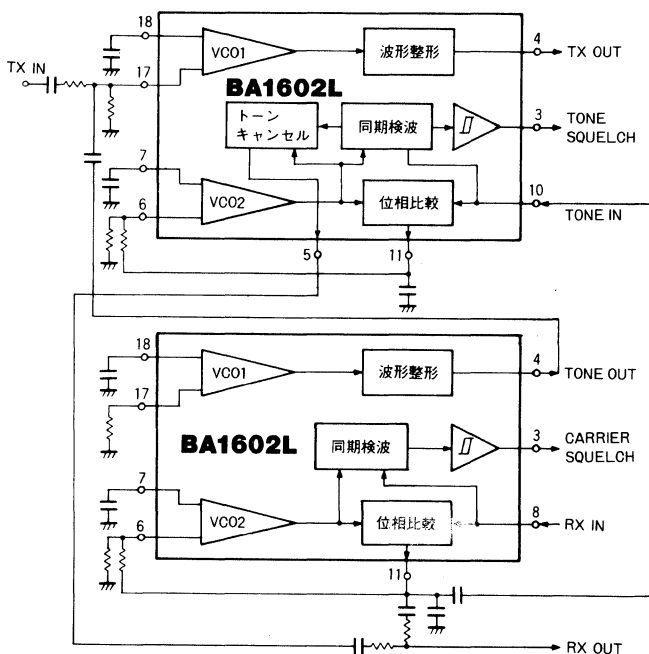 18
VCO1
波形整形
4
TX OUT
TX IN
17
BA1602L
トーン
キャンセル
同期検波
3
TONE
SQUELCH
7
6
VCO2
位相比較
10
TONE IN
5
11
18
VCO1
波形整形
4
TONE OUT
17
BA1602L
同期検波
3
CARRIER
SQUELCH
7
6
VCO2
位相比較
8
RX IN
11
RX OUT